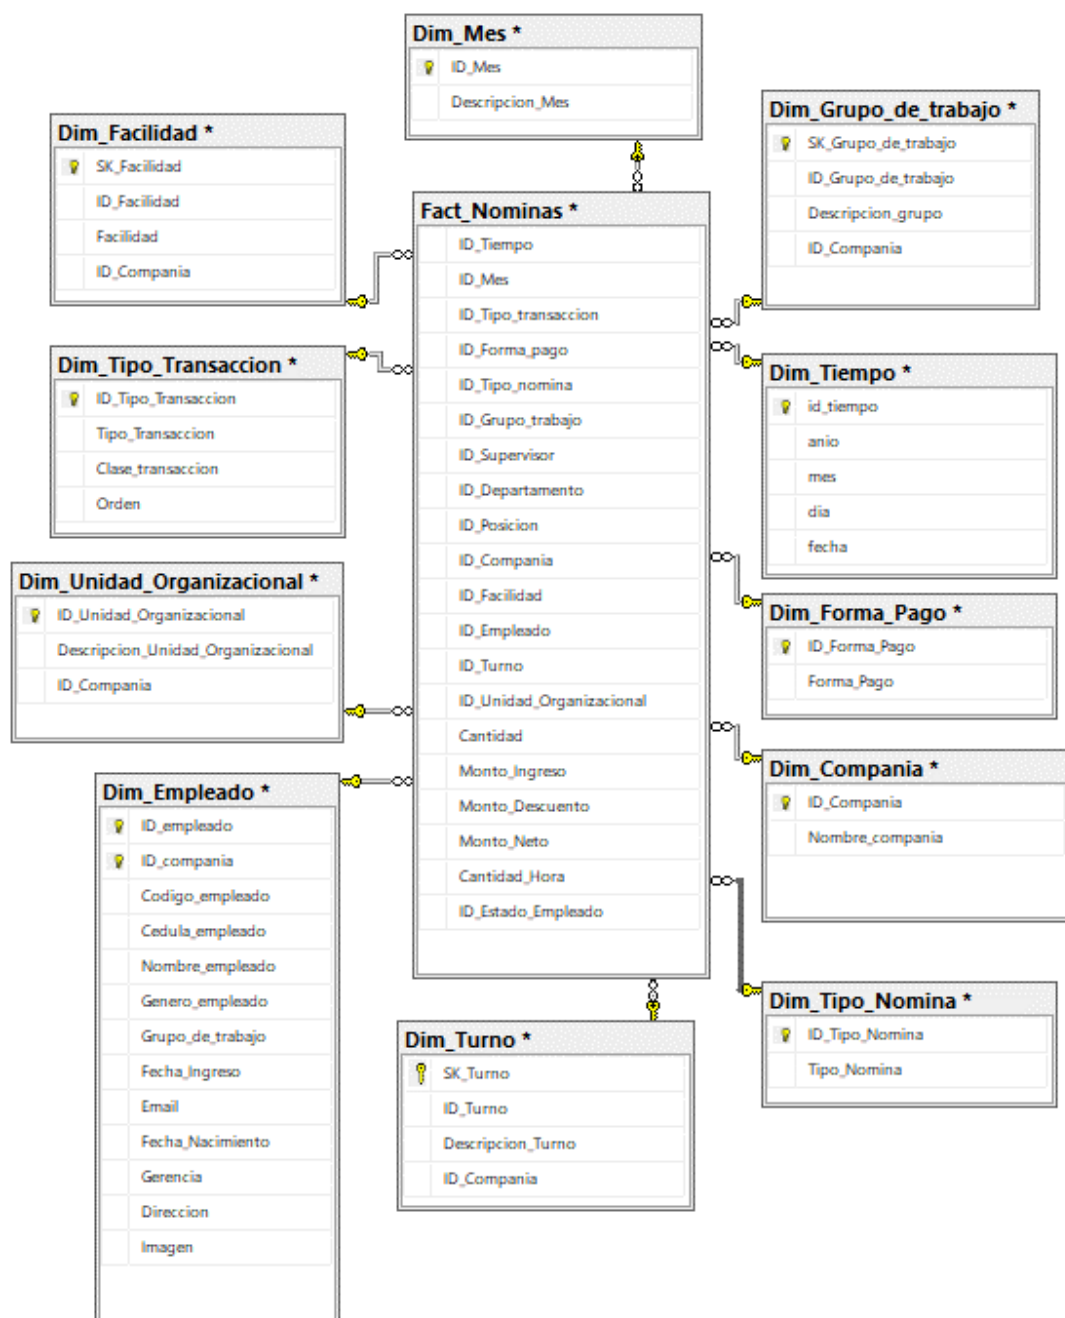 Dim_Mes *
ID_Mes
Descripcion_Mes
Dim_Facilidad *
SK_Facilidad
ID_Facilidad
Facilidad
ID_Compania
Dim_Grupo_de_trabajo *
SK_Grupo_de_trabajo
ID_Grupo_de_trabajo
Descripcion_grupo
ID_Compania
Fact_Nominas *
ID_Tiempo
ID_Mes
ID_Tipo_transaccion
ID_Forma_pago
ID_Tipo_nomina
ID_Grupo_trabajo
ID_Supervisor
ID_Departamento
ID_Posicion
ID_Compania
ID_Facilidad
ID_Empleado
ID_Turno
ID_Unidad_Organizacional
Cantidad
Monto_Ingreso
Monto_Descuento
Monto_Neto
Cantidad_Hora
ID_Estado_Empleado
Dim_Tipo_Transaccion *
ID_Tipo_Transaccion
Tipo_Transaccion
Clase_transaccion
Orden
Dim_Tiempo *
id_tiempo
anio
mes
dia
fecha
Dim_Unidad_Organizacional *
ID_Unidad_Organizacional
Descripcion_Unidad_Organizacional
ID_Compania
Dim_Forma_Pago *
ID_Forma_Pago
Forma_Pago
Dim_Compania *
ID_Compania
Nombre_compania
Dim_Empleado *
ID_empleado
ID_compania
Codigo_empleado
Cedula_empleado
Nombre_empleado
Genero_empleado
Grupo_de_trabajo
Fecha_Ingreso
Email
Fecha_Nacimiento
Gerencia
Direccion
Imagen
Dim_Tipo_Nomina *
ID_Tipo_Nomina
Tipo_Nomina
Dim_Turno *
SK_Turno
ID_Turno
Descripcion_Turno
ID_Compania